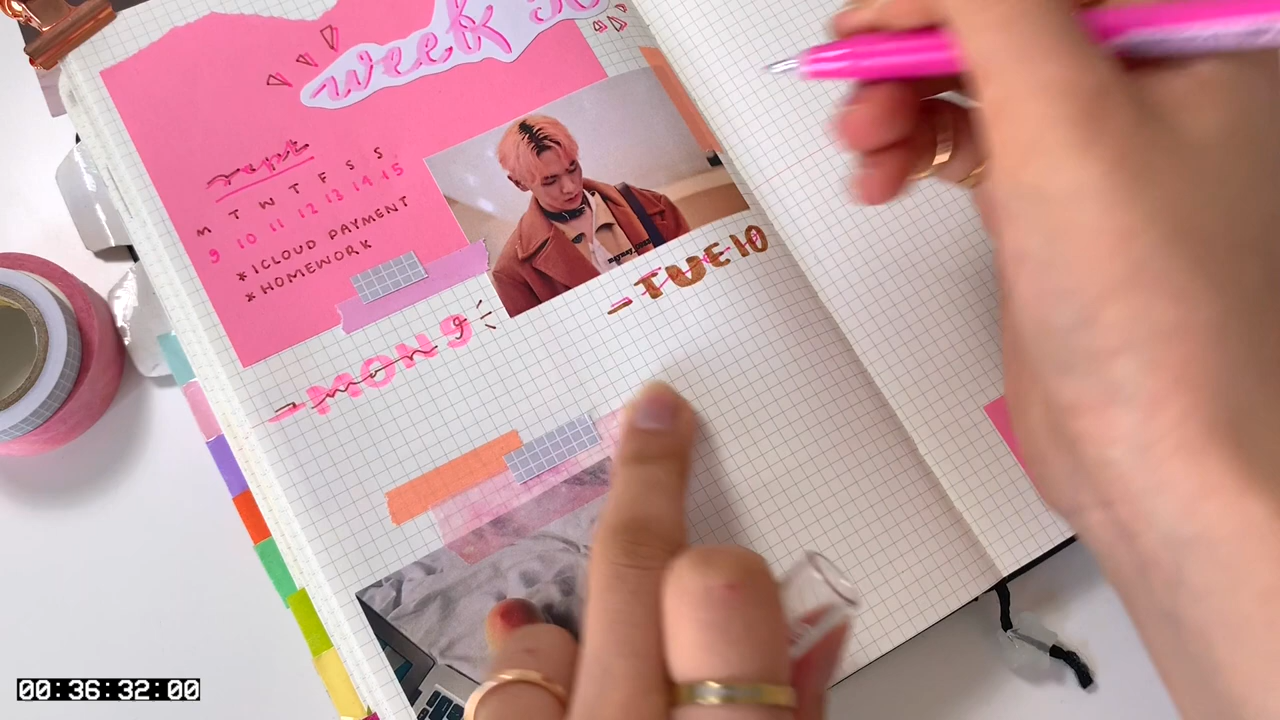 week
sept
M T W T F S S
9 10 11 12 13 14 15
*ICLOUD PAYMENT
*HOMEWORK
- TUE 10
- MON 9
00:36:32:00